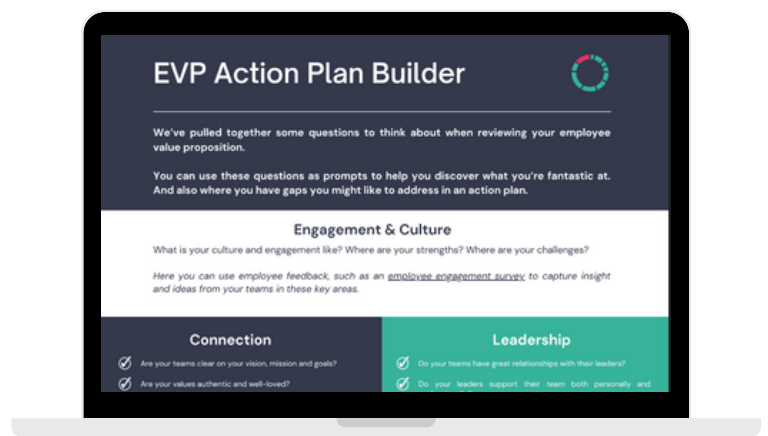 EVP Action Plan Builder
We've pulled together some questions to think about when reviewing your employee
value proposition.
You can use these questions as prompts to help you discover what you're fantastic at.
And also where you have gaps you might like to address in an action plan.
Engagement & Culture
What is your culture and engagement like? Where are your strengths? Where are your challenges?
Here you can use employee feedback, such as an employee engagement survey to capture insight
and ideas from your teams in these key areas.
Connection
Are your teams clear on your vision, mission and goals?
Are your values authentic and well-loved?
Leadership
Do your teams have great relationships with their leaders?
Do your leaders support their team both personally and